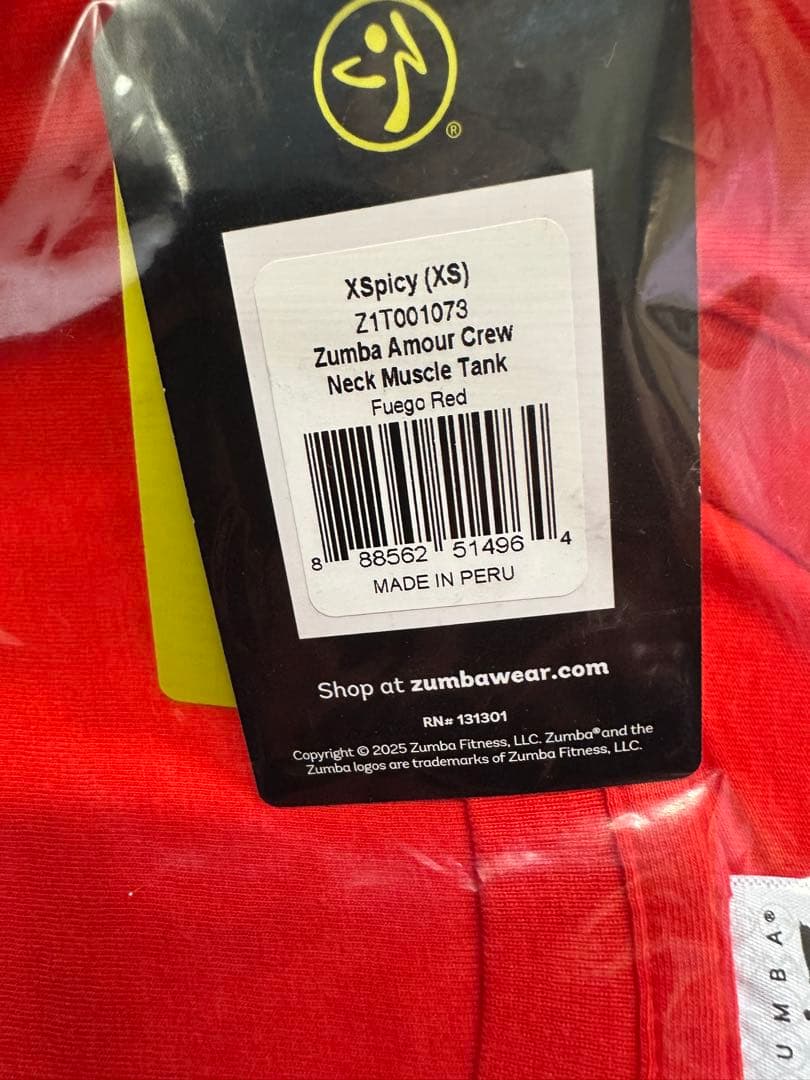 ®
XSpicy (XS)
Z1T001073
Zumba Amour Crew
Neck Muscle Tank
Fuego Red
8 88562 51496 4
MADE IN PERU
Shop at zumbawear.com
RN# 131301
Copyright © 2025 Zumba Fitness, LLC. Zumba® and the
Zumba logos are trademarks of Zumba Fitness, LLC.
UMBA®